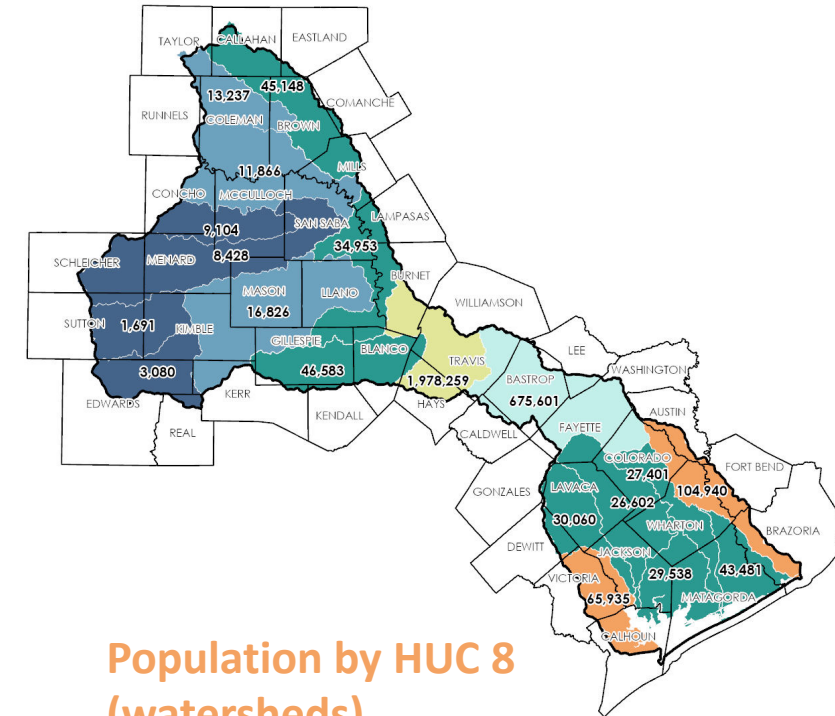 TAYLOR
CALLAHAN
EASTLAND
13,237
45,148
COMANCHE
RUNNELS
COLEMAN
BROWN
MILLS
11,866
CONCHO
MCCULLOCH
SAN SABA
LAMPASAS
9,104
34,953
SCHLEICHER
MENARD
8,428
BURNET
MASON
LLANO
WILLIAMSON
16,826
SUTTON
1,691
KIMBLE
GILLESPIE
BLANCO
TRAVIS
LEE
WASHINGTON
3,080
46,583
1,978,259
BASTROP
675,601
EDWARDS
KERR
HAYS
AUSTIN
REAL
KENDALL
CALDWELL
FAYETTE
COLORADO
FORT BEND
GONZALES
LAVACA
27,401
104,940
26,602
30,060
WHARTON
BRAZORIA
DEWITT
JACKSON
VICTORIA
29,538
43,481
65,935
MATAGORDA
CALHOUN
Population by HUC 8
(watersheds)